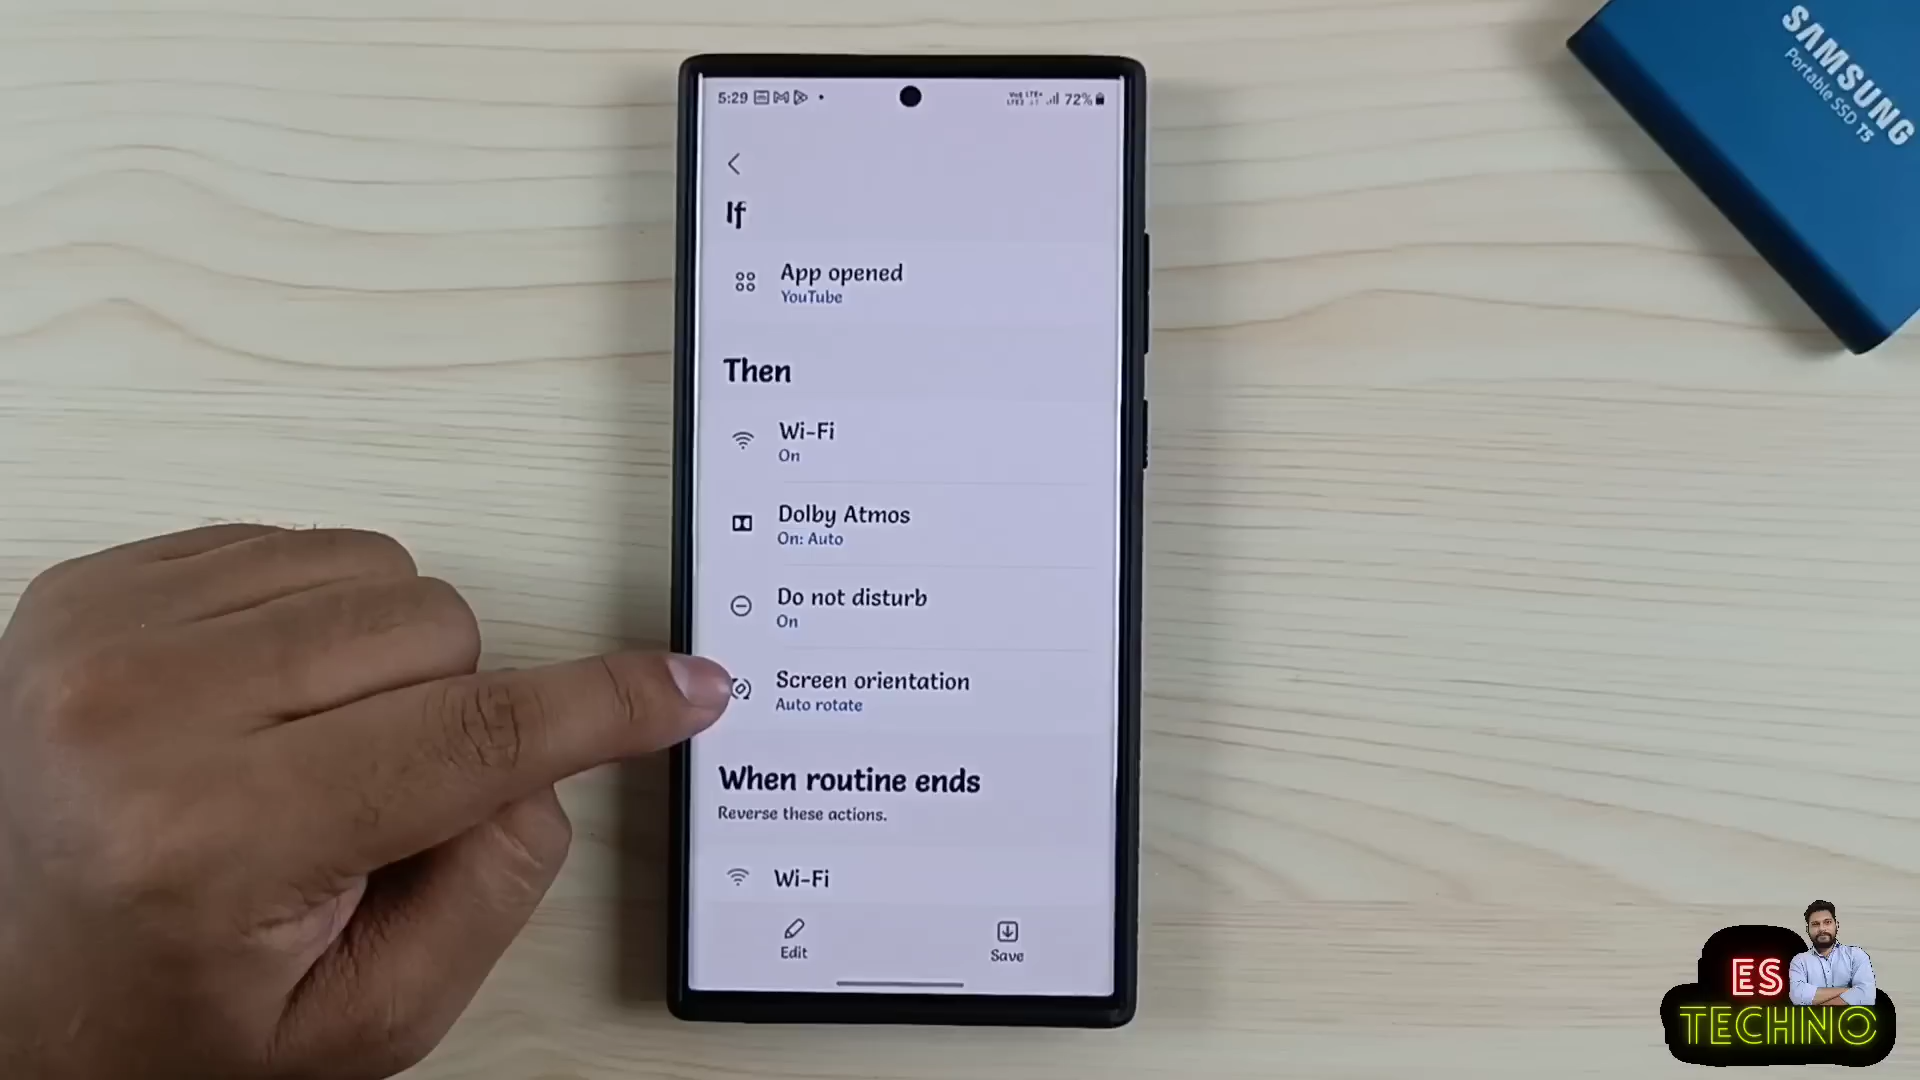 5:29
72%
If
App opened
YouTube
Then
Wi-Fi
On
Dolby Atmos
On: Auto
Do not disturb
On
Screen orientation
Auto rotate
When routine ends
Reverse these actions.
Wi-Fi
Edit
Save
SAMSUNG
Portable SSD T5
ES
TECHNO